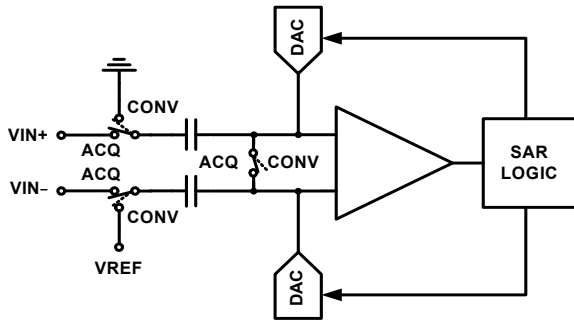 DAC
CONV
VIN+
ACQ
ACQ
CONV
SAR
LOGIC
ACQ
VIN–
CONV
VREF
DAC